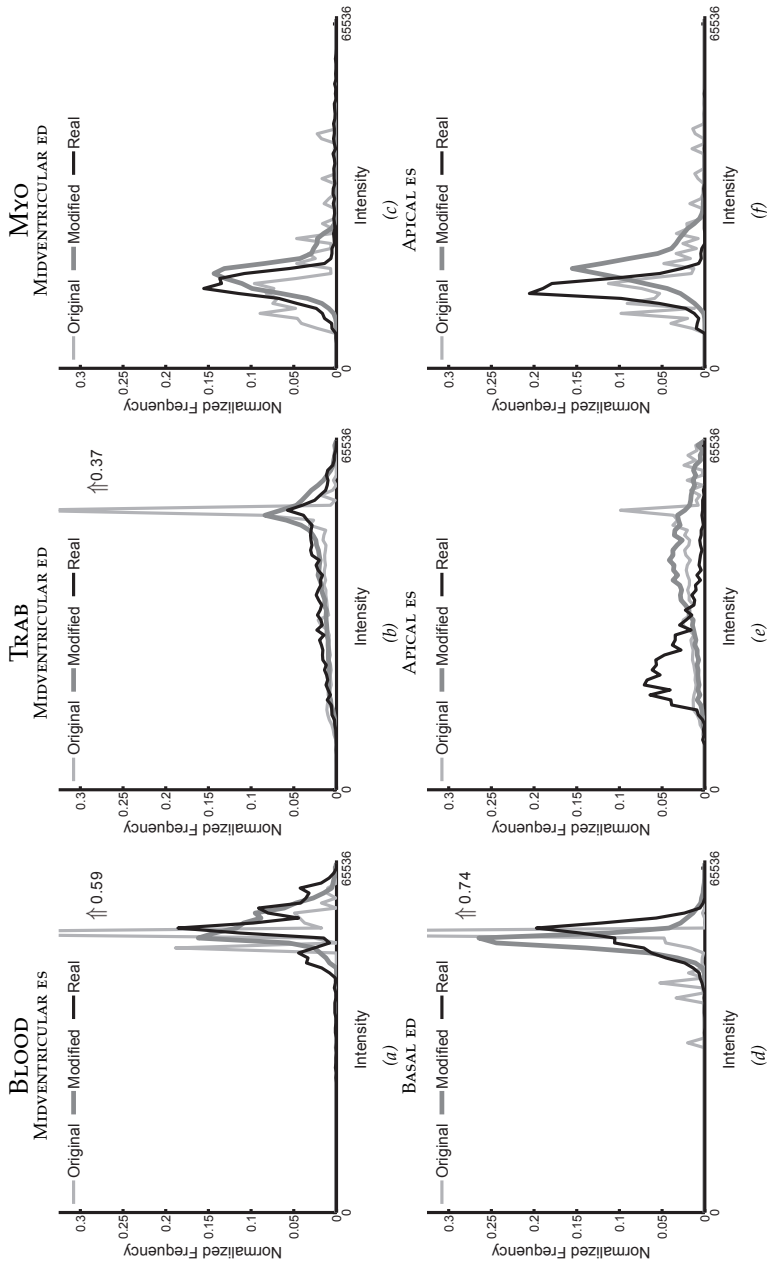 BLOOD
MIDVENTRICULAR ES
Original Modified Real
0.59
0.3
0.25
0.2
0.15
0.1
0.05
0
Normalized Frequency
0
65536
Intensity
(a)
TRAB
MIDVENTRICULAR ED
Original Modified Real
0.37
0.3
0.25
0.2
0.15
0.1
0.05
0
Normalized Frequency
0
65536
Intensity
(b)
MYO
MIDVENTRICULAR ED
Original Modified Real
0.3
0.25
0.2
0.15
0.1
0.05
0
Normalized Frequency
0
65536
Intensity
(c)
BASAL ED
Original Modified Real
0.74
0.3
0.25
0.2
0.15
0.1
0.05
0
Normalized Frequency
0
65536
Intensity
(d)
APICAL ES
Original Modified Real
0.3
0.25
0.2
0.15
0.1
0.05
0
Normalized Frequency
0
65536
Intensity
(e)
APICAL ES
Original Modified Real
0.3
0.25
0.2
0.15
0.1
0.05
0
Normalized Frequency
0
65536
Intensity
(f)